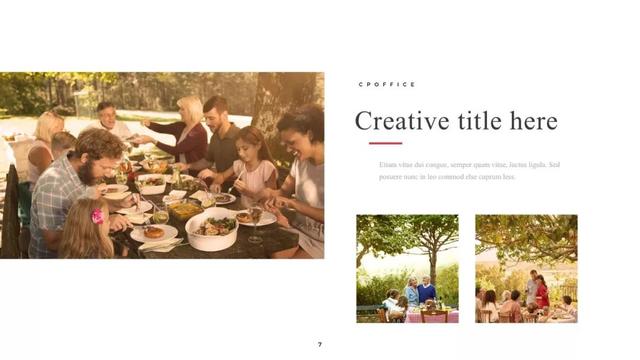 CPOFFICE
Creative title here
Etiam vitae dui congue, semper quam vitae, luctus ligula. Sed
posuere nunc in leo commod else cuprum less.
7